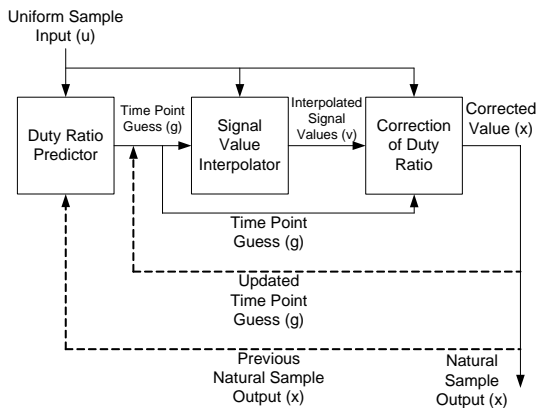 Uniform Sample
Input (u)
Duty Ratio
Predictor
Time Point
Guess (g)
Signal
Value
Interpolator
Interpolated
Signal
Values (v)
Correction
of Duty
Ratio
Corrected
Value (x)
Time Point
Guess (g)
Updated
Time Point
Guess (g)
Previous
Natural Sample
Output (x)
Natural
Sample
Output (x)